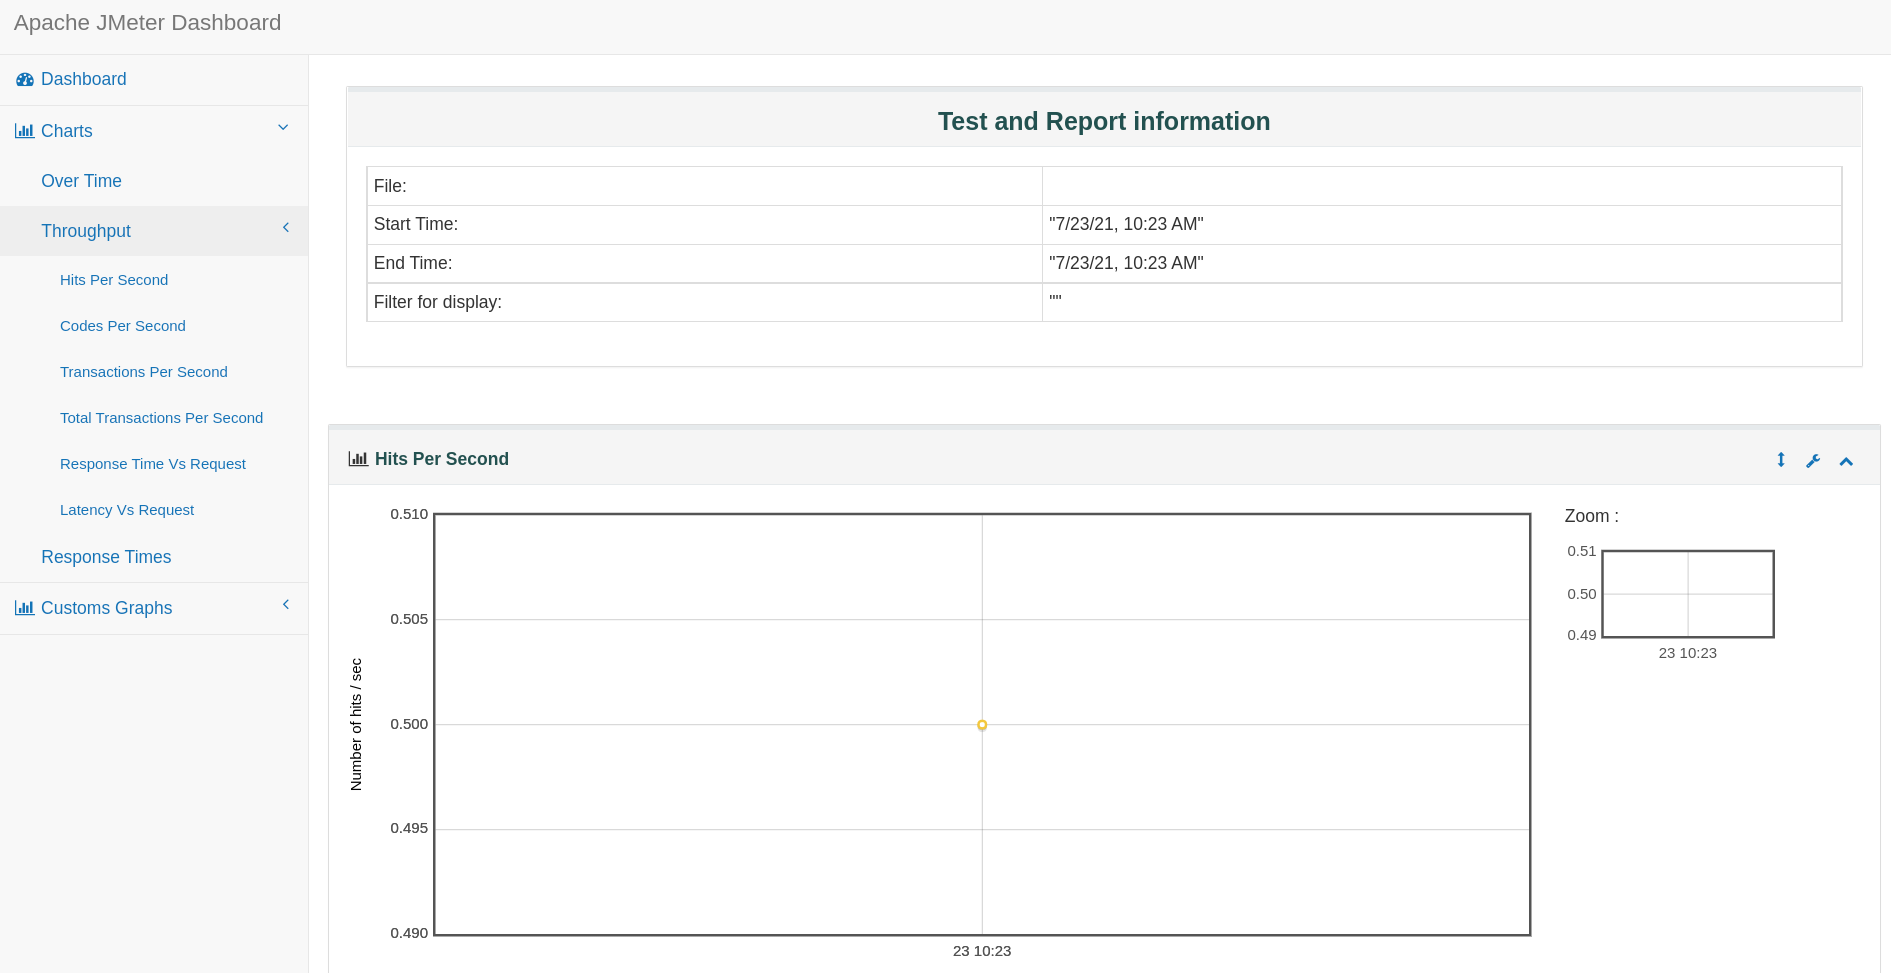 Apache JMeter Dashboard
Dashboard
Charts
Over Time
Throughput
Hits Per Second
Codes Per Second
Transactions Per Second
Total Transactions Per Second
Response Time Vs Request
Latency Vs Request
Response Times
Customs Graphs
Test and Report information
File:
Start Time: "7/23/21, 10:23 AM"
End Time: "7/23/21, 10:23 AM"
Filter for display: ""
Hits Per Second
Number of hits / sec
0.510
0.505
0.500
0.495
0.490
23 10:23
Zoom :
0.51
0.50
0.49
23 10:23